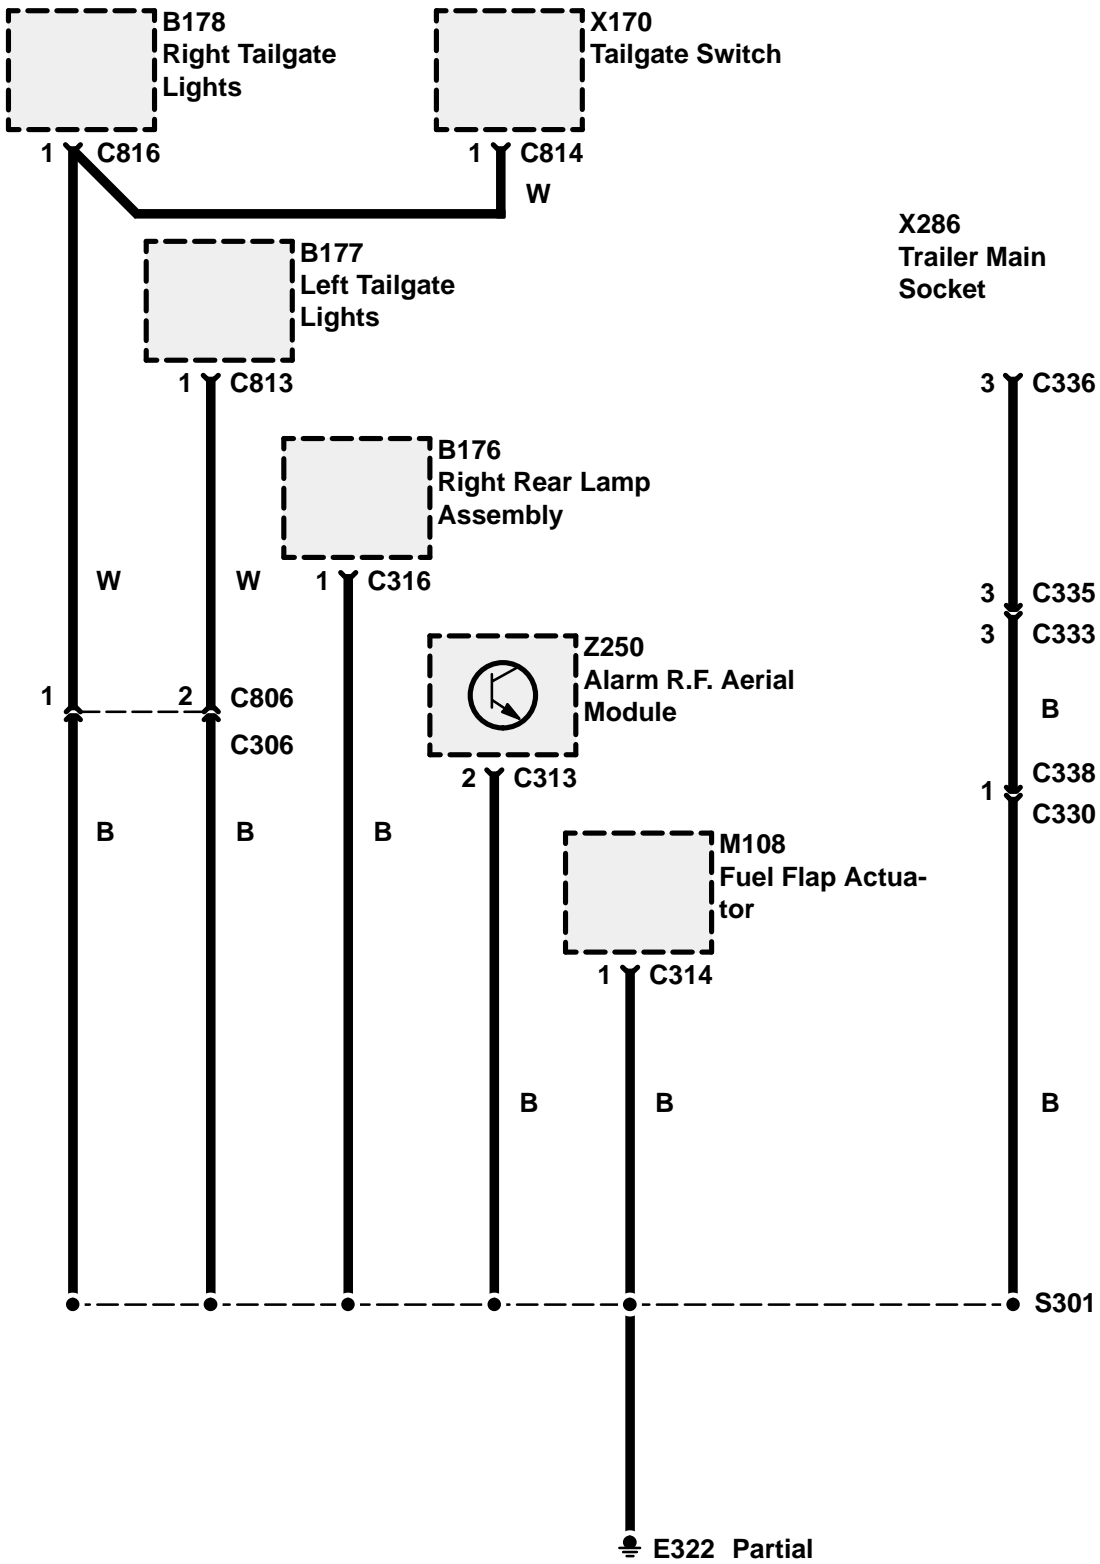 B178
Right Tailgate
Lights
X170
Tailgate Switch
1 C816
1 C814
W
X286
Trailer Main
Socket
B177
Left Tailgate
Lights
1 C813
3 C336
B176
Right Rear Lamp
Assembly
W
W
1 C316
3 C335
3 C333
Z250
Alarm R.F. Aerial
Module
1
2 C806
C306
B
2 C313
C338
1
C330
B
B
B
M108
Fuel Flap Actua-
tor
1 C314
B
B
B
S301
E322 Partial